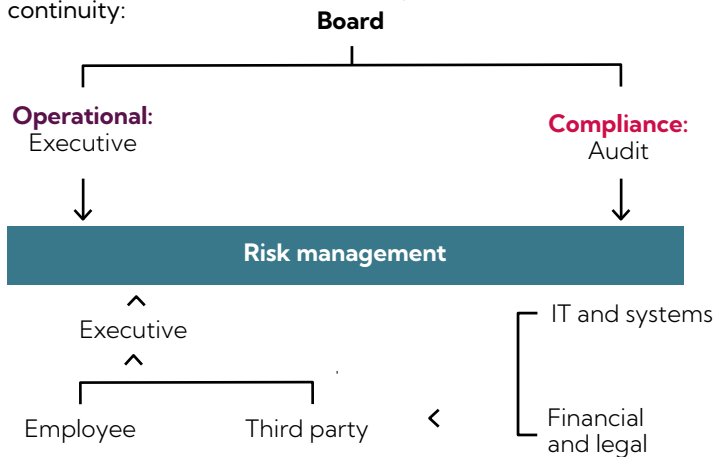 continuity:
Board
Operational:
Executive
Compliance:
Audit
Risk management
Executive
IT and systems
Employee
Third party
Financial
and legal